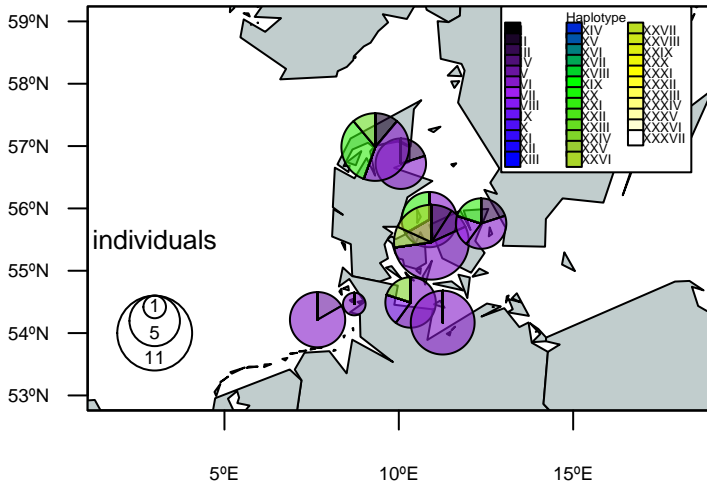 59ºN
58ºN
57ºN
56ºN
55ºN
54ºN
53ºN
individuals
1
5
11
5ºE
10ºE
15ºE
Haplotype
II
III
IV
V
VI
VII
VIII
IX
X
XI
XII
XIII
XIV
XV
XVI
XVII
XVIII
XIX
XX
XXI
XXII
XXIII
XXIV
XXV
XXVI
XXVII
XXVIII
XXIX
XXX
XXXI
XXXII
XXXIII
XXXIV
XXXV
XXXVI
XXXVII